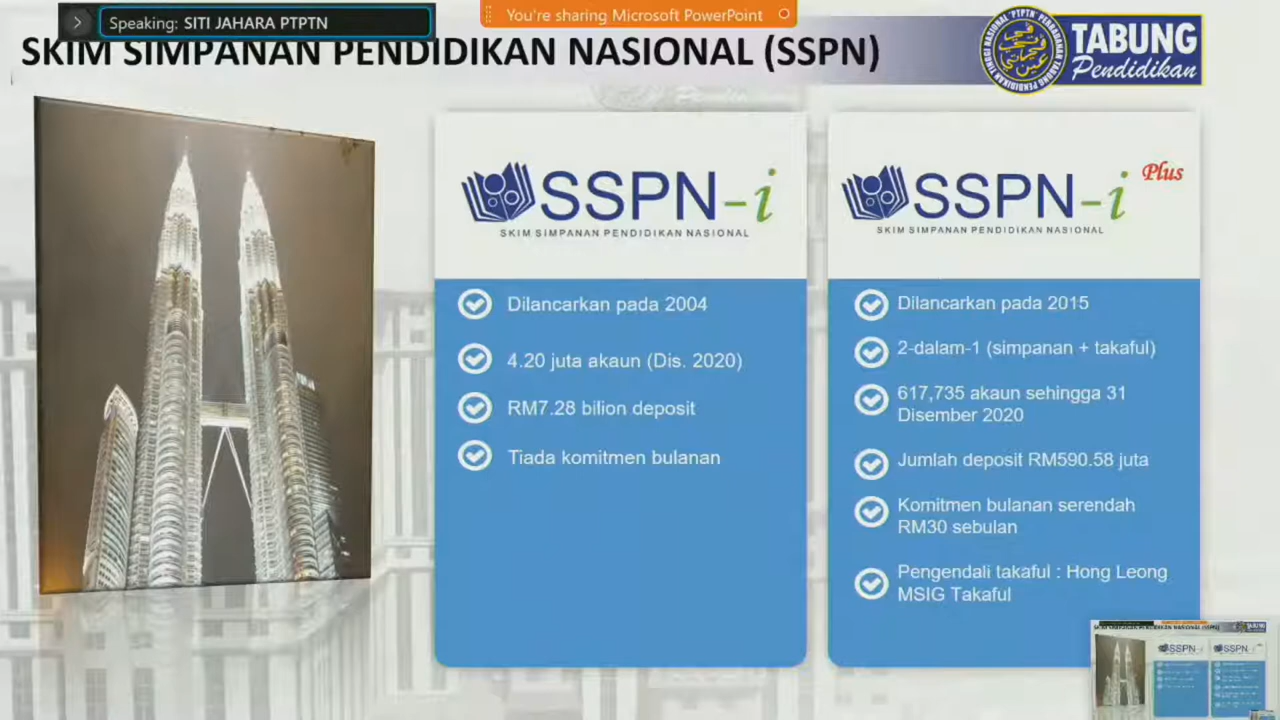 Speaking: SITI JAHARA PTPTN
You're sharing Microsoft PowerPoint
SKIM SIMPANAN PENDIDIKAN NASIONAL (SSPN)
TABUNG
Pendidikan
SSPN-i
SKIM SIMPANAN PENDIDIKAN NASIONAL
Dilancarkan pada 2004
4.20 juta akaun (Dis. 2020)
RM7.28 bilion deposit
Tiada komitmen bulanan
SSPN-i Plus
SKIM SIMPANAN PENDIDIKAN NASIONAL
Dilancarkan pada 2015
2-dalam-1 (simpanan + takaful)
617,735 akaun sehingga 31
Disember 2020
Jumlah deposit RM590.58 juta
Komitmen bulanan serendah
RM30 sebulan
Pengendali takaful : Hong Leong
MSIG Takaful